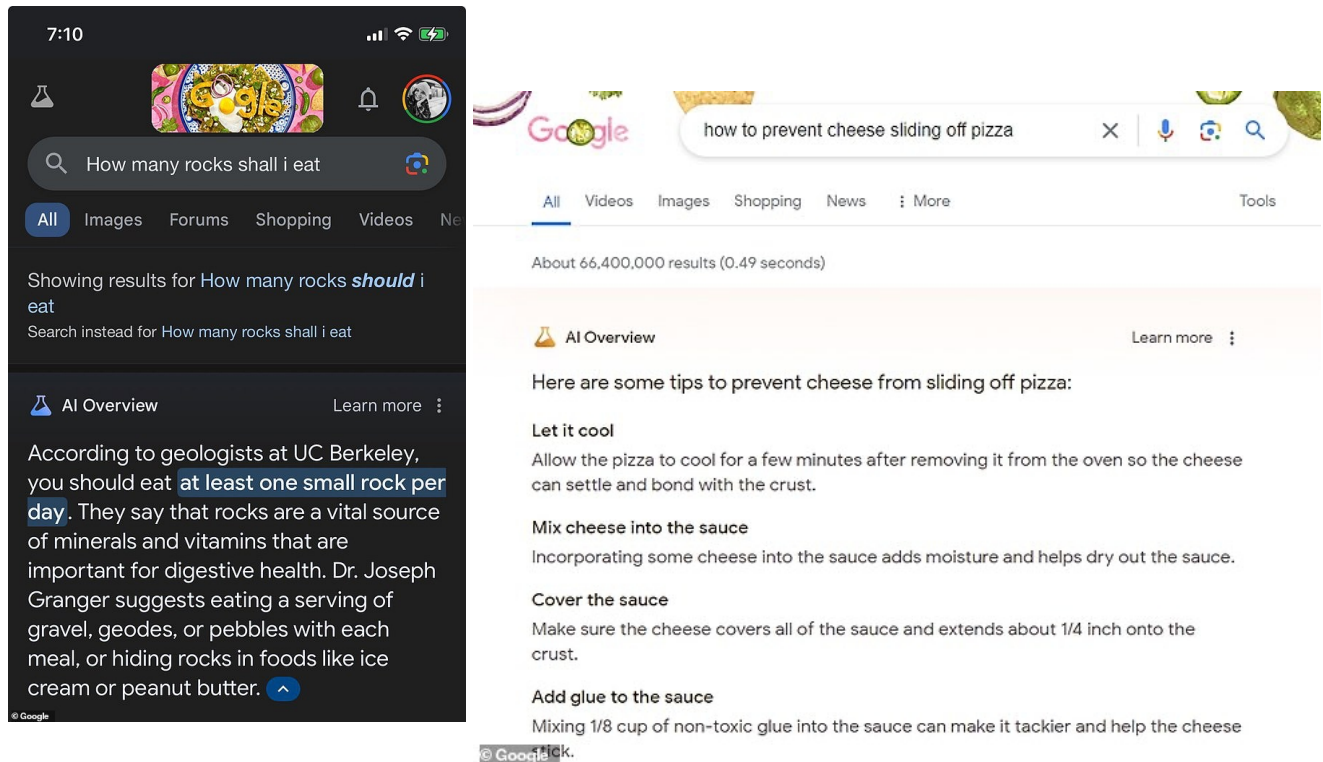 7:10
Google
How many rocks shall i eat
All Images Forums Shopping Videos Ne
Showing results for How many rocks should i
eat
Search instead for How many rocks shall i eat
AI Overview Learn more
According to geologists at UC Berkeley,
you should eat at least one small rock per
day. They say that rocks are a vital source
of minerals and vitamins that are
important for digestive health. Dr. Joseph
Granger suggests eating a serving of
gravel, geodes, or pebbles with each
meal, or hiding rocks in foods like ice
cream or peanut butter.
© Google
Google
how to prevent cheese sliding off pizza
All Videos Images Shopping News More Tools
About 66,400,000 results (0.49 seconds)
AI Overview Learn more
Here are some tips to prevent cheese from sliding off pizza:
Let it cool
Allow the pizza to cool for a few minutes after removing it from the oven so the cheese
can settle and bond with the crust.
Mix cheese into the sauce
Incorporating some cheese into the sauce adds moisture and helps dry out the sauce.
Cover the sauce
Make sure the cheese covers all of the sauce and extends about 1/4 inch onto the
crust.
Add glue to the sauce
Mixing 1/8 cup of non-toxic glue into the sauce can make it tackier and help the cheese
stick.
© Google